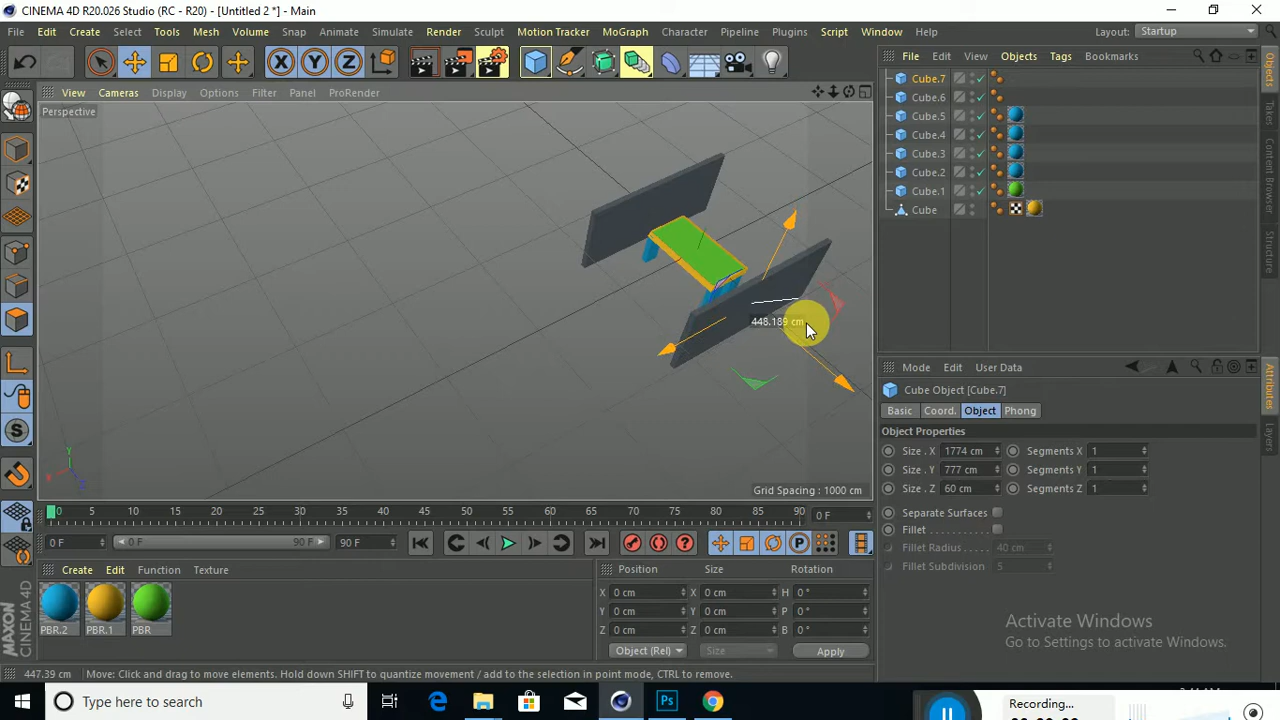 CINEMA 4D R20.026 Studio (RC - R20) - [Untitled 2 *] - Main
File Edit Create Select Tools Mesh Volume Snap Animate Simulate Render Sculpt Motion Tracker MoGraph Character Pipeline Plugins Script Window Help Layout: Startup
X Y Z
File Edit View Objects Tags Bookmarks
View Cameras Display Options Filter Panel ProRender
Perspective
Cube.7
Cube.6
Cube.5
Cube.4
Cube.3
Cube.2
Cube.1
Cube
Objects
Takes
Content Browser
Structure
448.189 cm
Y
X
Z
Grid Spacing : 1000 cm
Mode Edit User Data
Cube Object [Cube.7]
Basic Coord. Object Phong
Object Properties
Size . X 1774 cm Segments X 1
Size . Y 777 cm Segments Y 1
Size . Z 60 cm Segments Z 1
Separate Surfaces
Fillet
Fillet Radius 40 cm
Fillet Subdivision 5
Attributes
Layers
0 5 10 15 20 25 30 35 40 45 50 55 60 65 70 75 80 85 90 0 F
0 F 0 F 90 F 90 F
Create Edit Function Texture
PBR.2 PBR.1 PBR
Position Size Rotation
X 0 cm X 0 cm H 0 °
Y 0 cm Y 0 cm P 0 °
Z 0 cm Z 0 cm B 0 °
Object (Rel) Size Apply
Activate Windows
Go to Settings to activate Windows.
MAXON
CINEMA 4D
447.39 cm Move: Click and drag to move elements. Hold down SHIFT to quantize movement / add to the selection in point mode, CTRL to remove.
Type here to search
Ps
Recording...